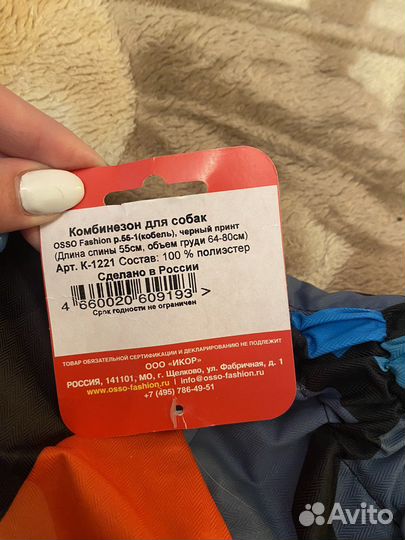 Комбинезон для собак
OSSO Fashion р.55-1(кобель), черный принт
(Длина спины 55см, объем груди 64-80см)
Арт. К-1221 Состав: 100 % полиэстер
Сделано в России
4 660020 609193 >
Срок годности не ограничен
ТОВАР ОБЯЗАТЕЛЬНОЙ СЕРТИФИКАЦИИ И ДЕКЛАРИРОВАНИЮ НЕ ПОДЛЕЖИТ
ООО «ИКОР»
РОССИЯ, 141101, МО, г. Щелково, ул. Фабричная, д. 1
www.osso-fashion.ru | info@osso-fashion.ru
+7 (495) 786-49-51
Avito